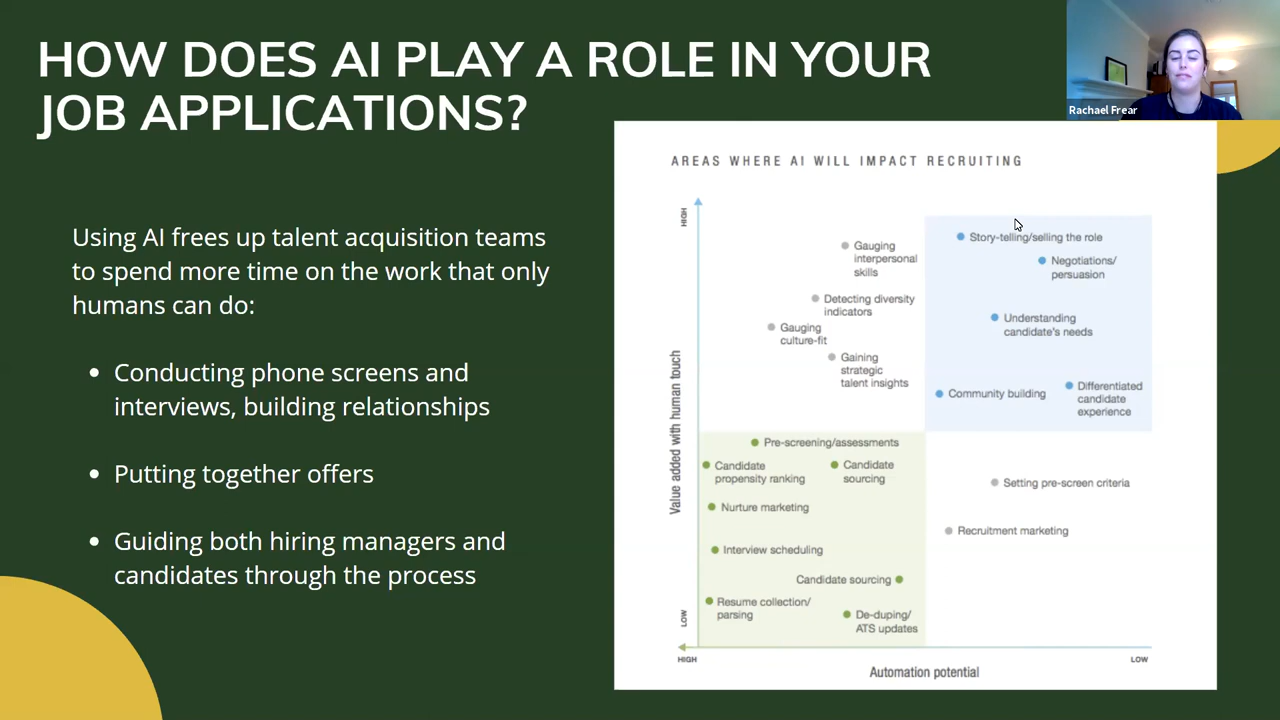 HOW DOES AI PLAY A ROLE IN YOUR
JOB APPLICATIONS?
Rachael Frear
Using AI frees up talent acquisition teams
to spend more time on the work that only
humans can do:
• Conducting phone screens and
interviews, building relationships
• Putting together offers
• Guiding both hiring managers and
candidates through the process
AREAS WHERE AI WILL IMPACT RECRUITING
HIGH
Value added with human touch
LOW
Gauging
interpersonal
skills
Detecting diversity
indicators
Gauging
culture-fit
Gaining
strategic
talent insights
Story-telling/selling the role
Negotiations/
persuasion
Understanding
candidate's needs
Community building
Differentiated
candidate
experience
Pre-screening/assessments
Candidate
propensity ranking
Candidate
sourcing
Nurture marketing
Interview scheduling
Candidate sourcing
Resume collection/
parsing
De-duping/
ATS updates
Setting pre-screen criteria
Recruitment marketing
HIGH
Automation potential
LOW